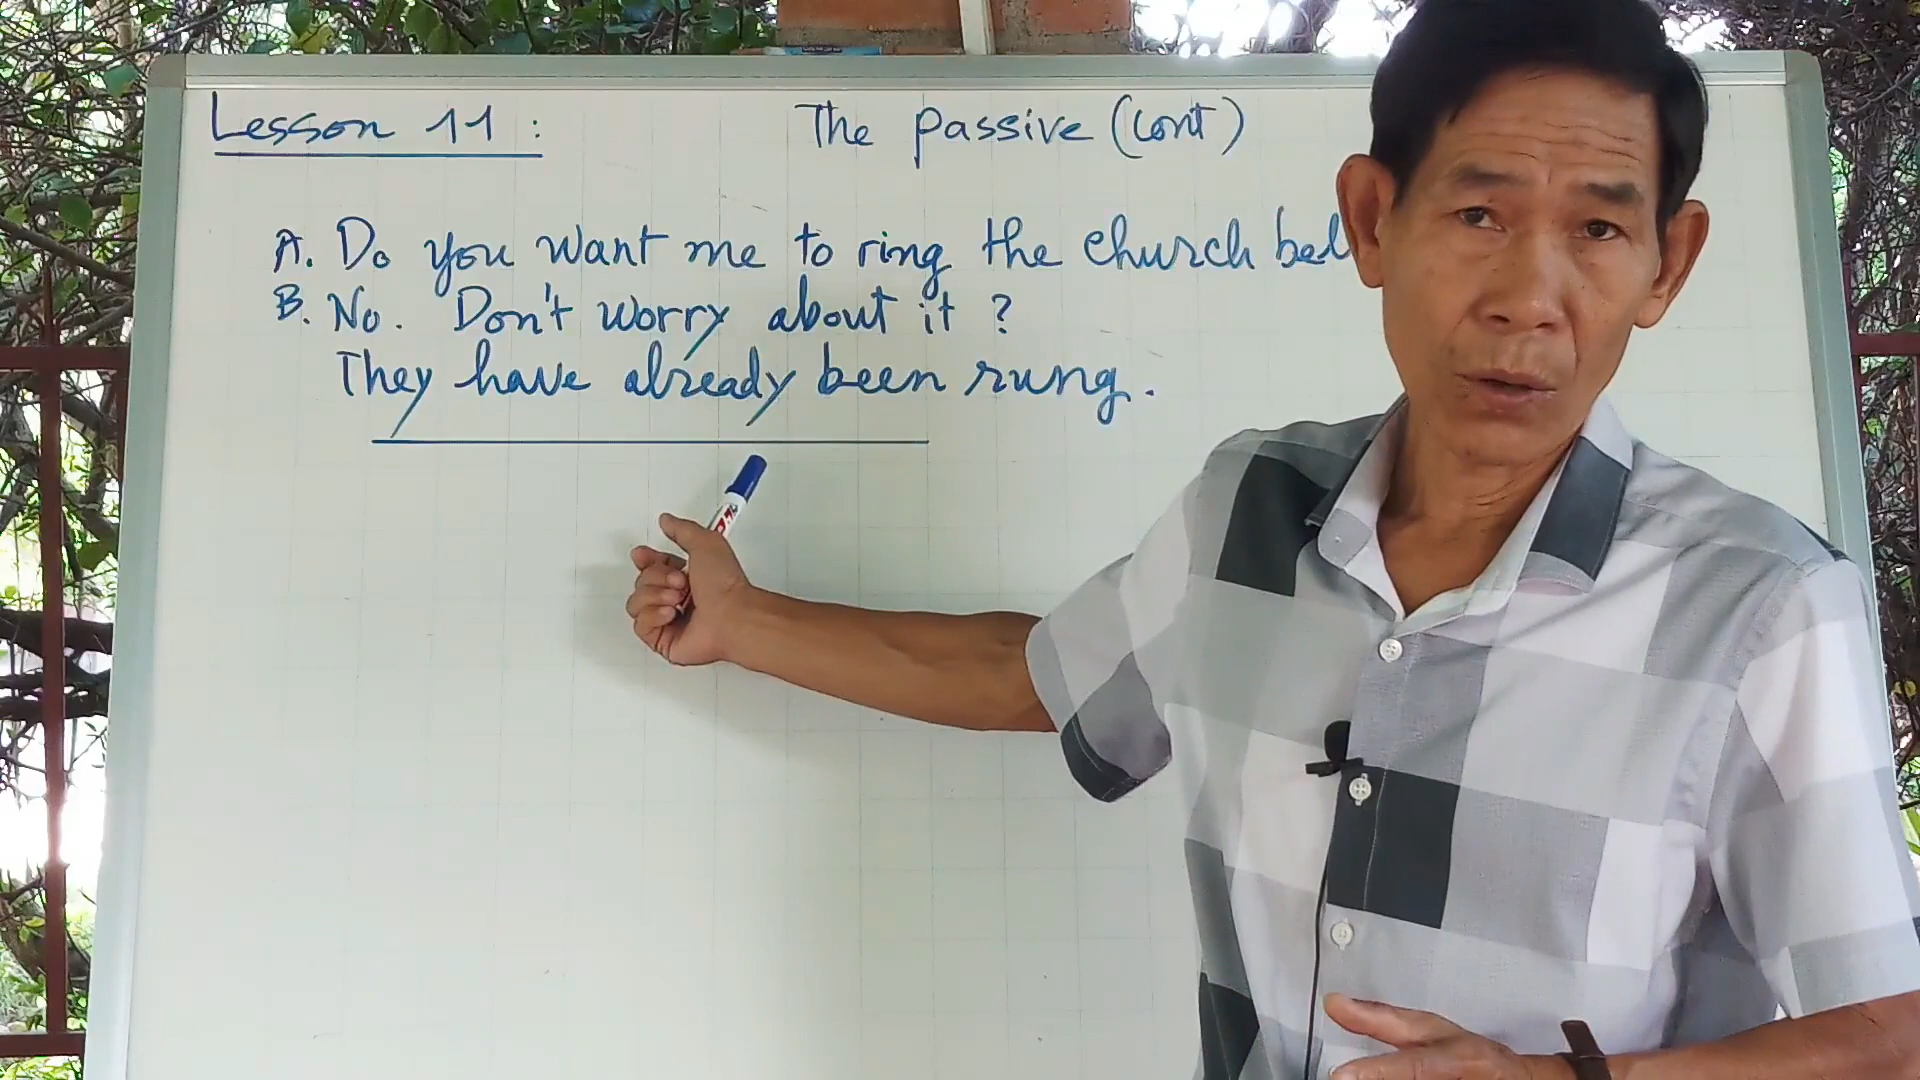 Lesson 11 : The passive (cont)
A. Do you want me to ring the church bel
B. No. Don't worry about it ?
They have already been rung.